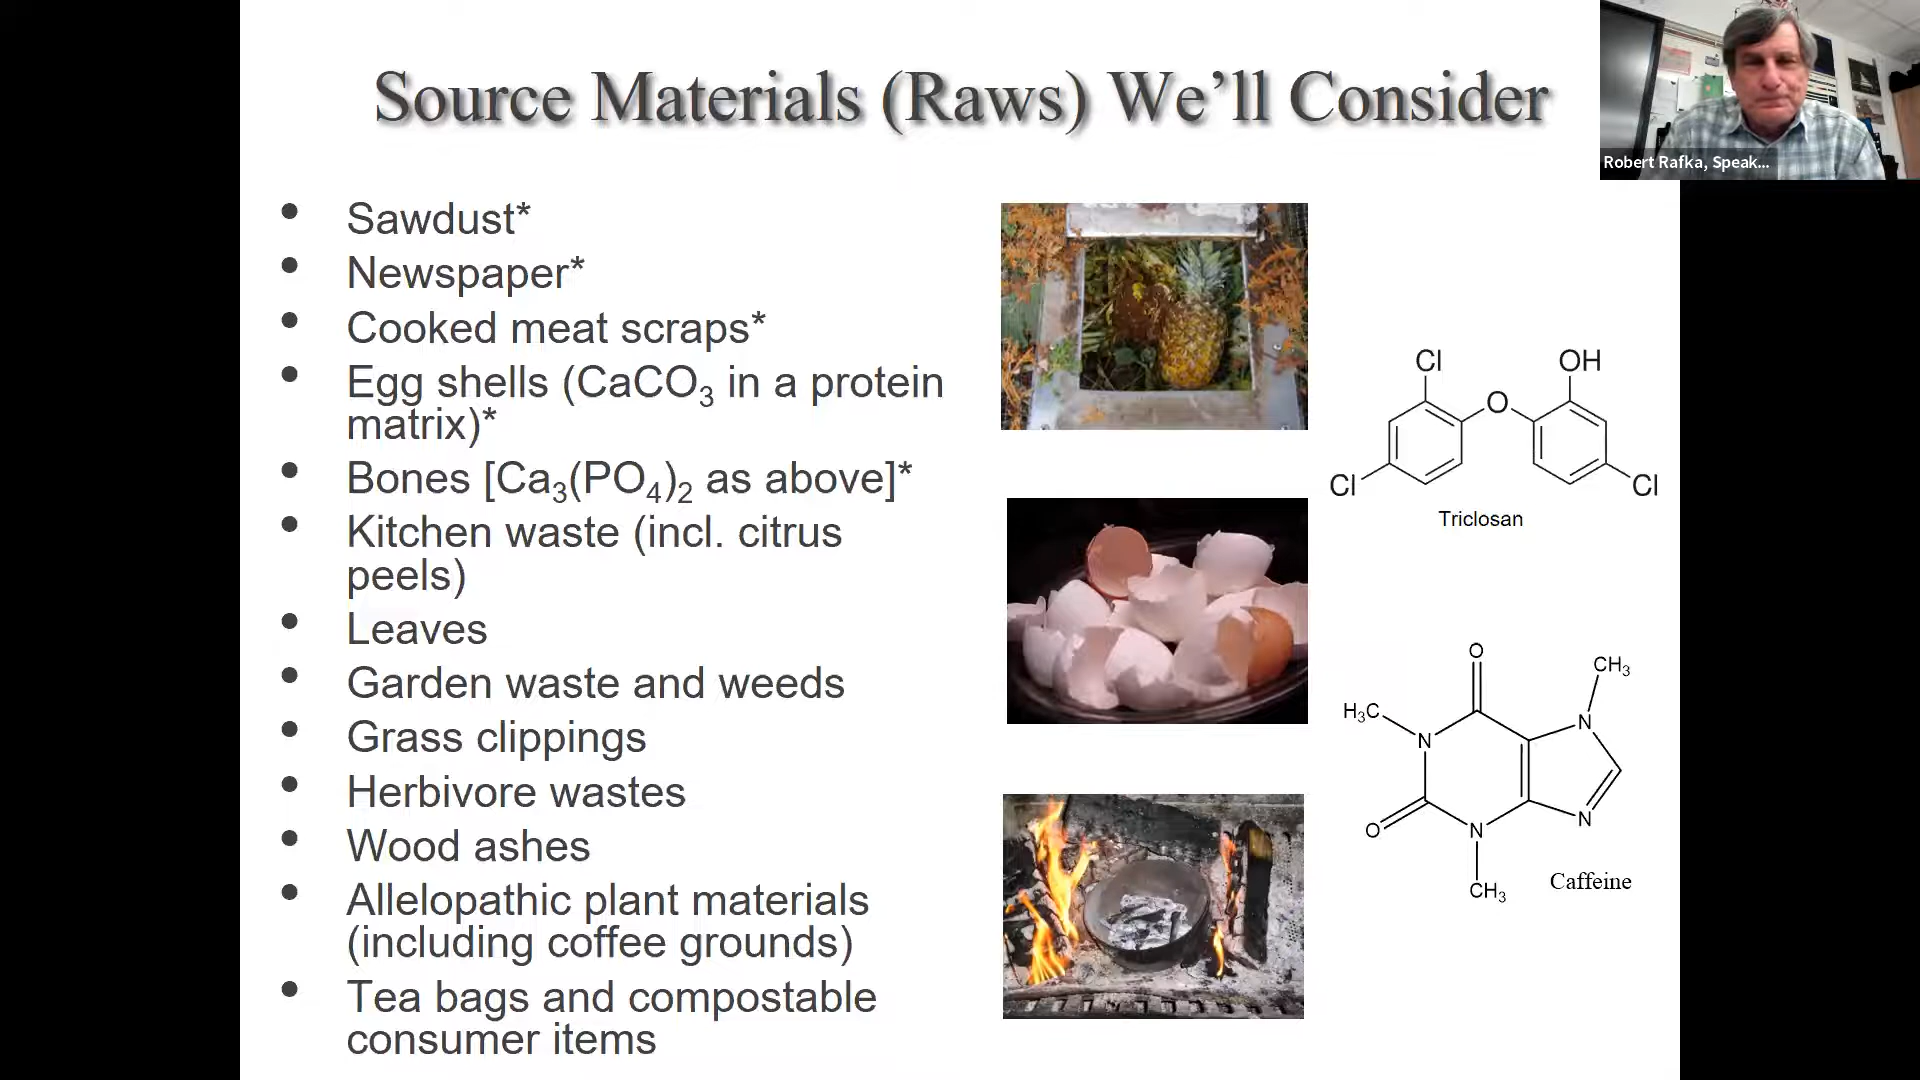 Source Materials (Raws) We’ll Consider
Robert Rafka, Speak...
• Sawdust*
• Newspaper*
• Cooked meat scraps*
• Egg shells (CaCO₃ in a protein
matrix)*
• Bones [Ca₃(PO₄)₂ as above]*
• Kitchen waste (incl. citrus
peels)
• Leaves
• Garden waste and weeds
• Grass clippings
• Herbivore wastes
• Wood ashes
• Allelopathic plant materials
(including coffee grounds)
• Tea bags and compostable
consumer items
Cl OH
O
Cl Cl
Triclosan
O CH₃
H₃C
N N
O N N
CH₃
Caffeine